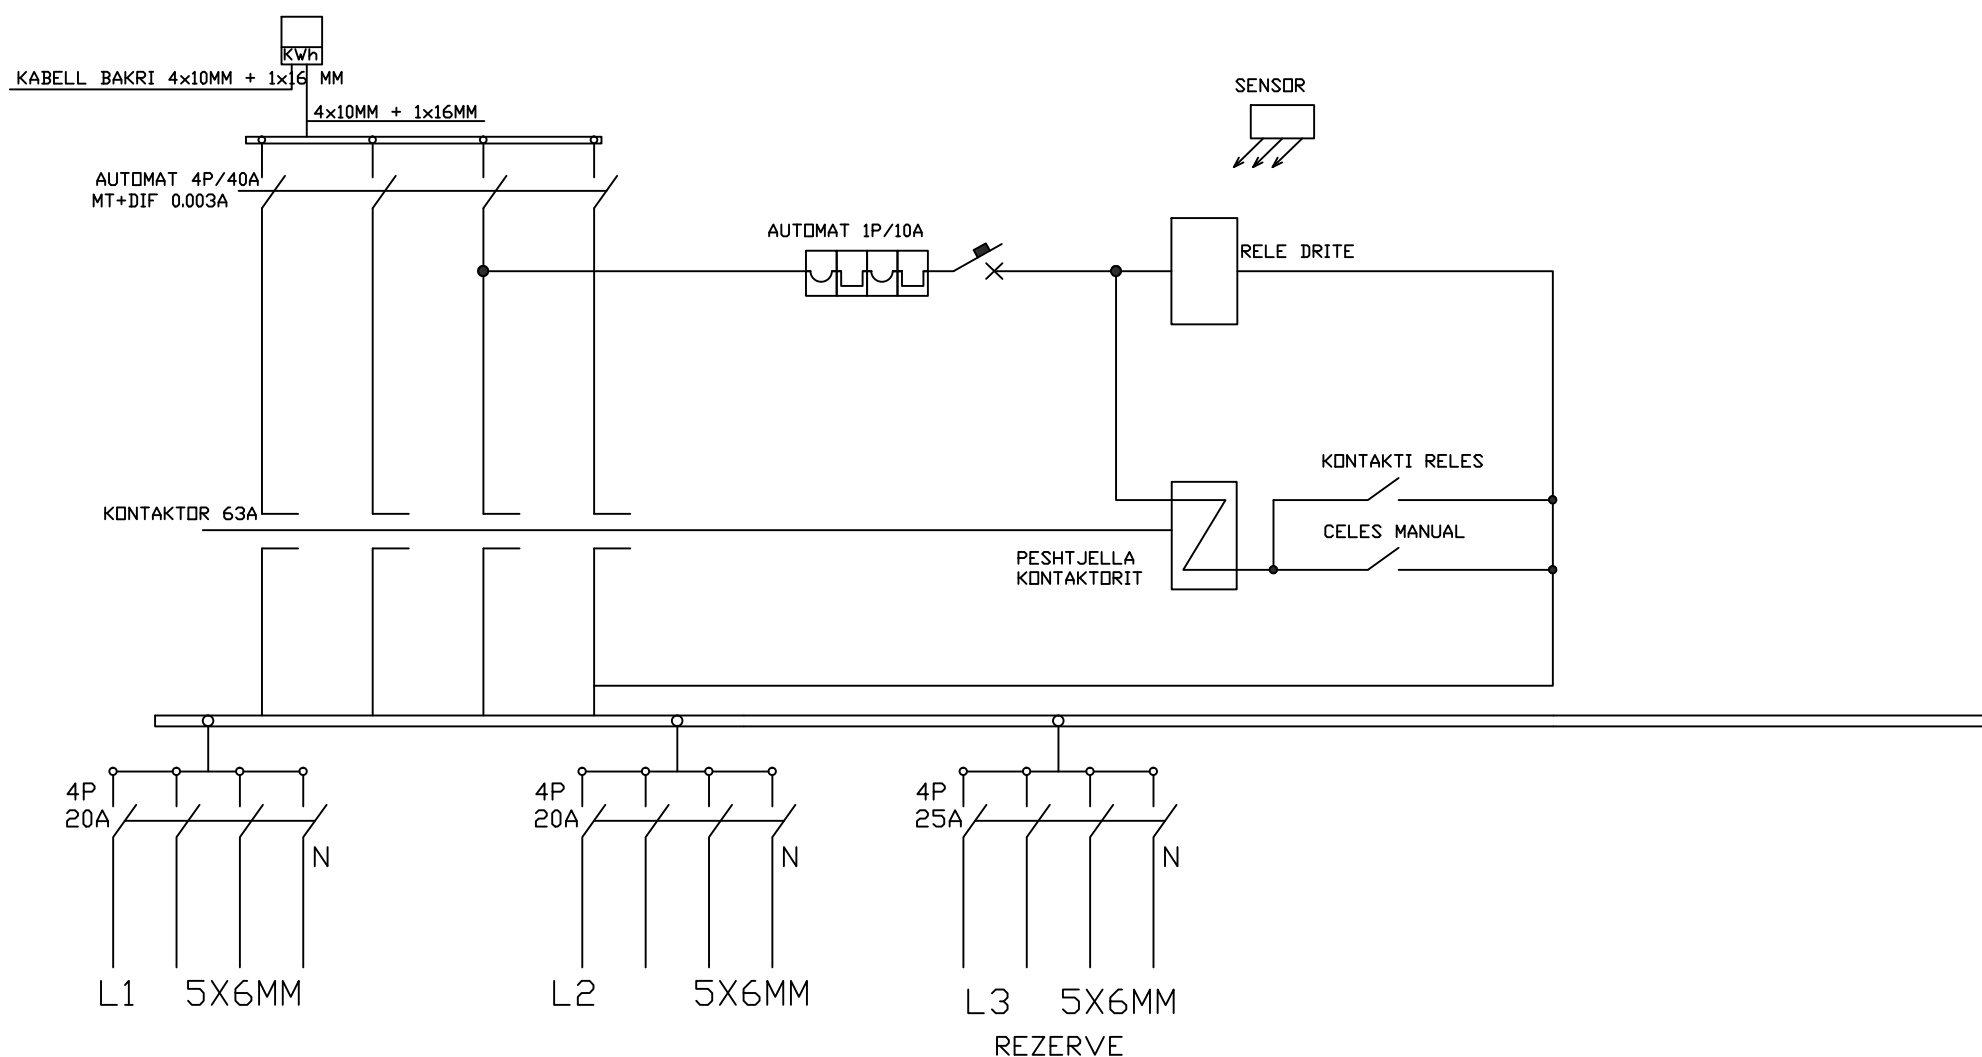 KWh
KABELL BAKRI 4x10MM + 1x16 MM
4x10MM + 1x16MM
SENSOR
AUTOMAT 4P/40A
MT+DIF 0.003A
AUTOMAT 1P/10A
RELE DRITE
KONTAKTI RELES
KONTAKTOR 63A
CELES MANUAL
PESHTJELLA
KONTAKTORIT
4P
20A
N
4P
20A
N
4P
25A
N
L1 5X6MM
L2 5X6MM
L3 5X6MM
REZERVE